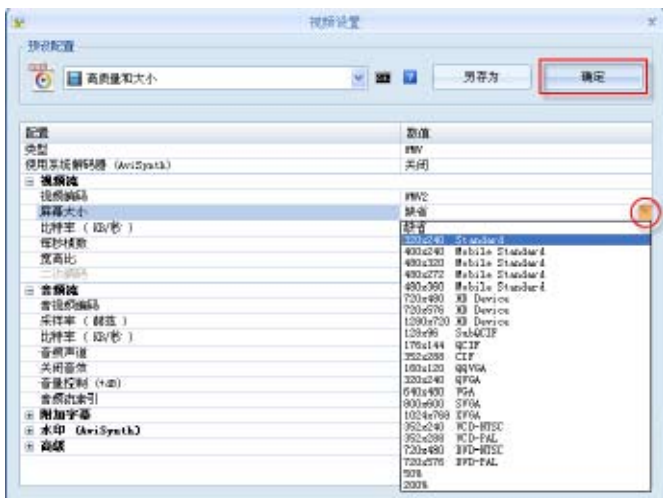 视频设置
预设配置
高质量和大小
另存为
确定
配置 数值
类型 WMV
使用系统解码器 (AviSynth) 关闭
视频流
视频编码 WMV2
屏幕大小 缺省
比特率 ( KB/秒 ) 缺省
320x240 Standard
每秒帧数
400x240 Mobile Standard
480x320 Mobile Standard
宽高比
480x272 Mobile Standard
二次编码
480x360 Mobile Standard
音频流
720x480 XB Device
音视频编码
720x576 XB Device
采样率 ( 赫兹 )
1280x720 XB Device
128x96 SubQCIF
比特率 ( KB/秒 )
176x144 QCIF
音频声道
352x288 CIF
关闭音效
160x120 QQVGA
320x240 QVGA
音量控制 (+dB)
640x480 VGA
音频流索引
800x600 SVGA
附加字幕
1024x768 XVGA
352x240 VCD-NTSC
水印 (AviSynth)
352x288 VCD-PAL
高级
720x480 DVD-NTSC
720x576 DVD-PAL
50%
200%